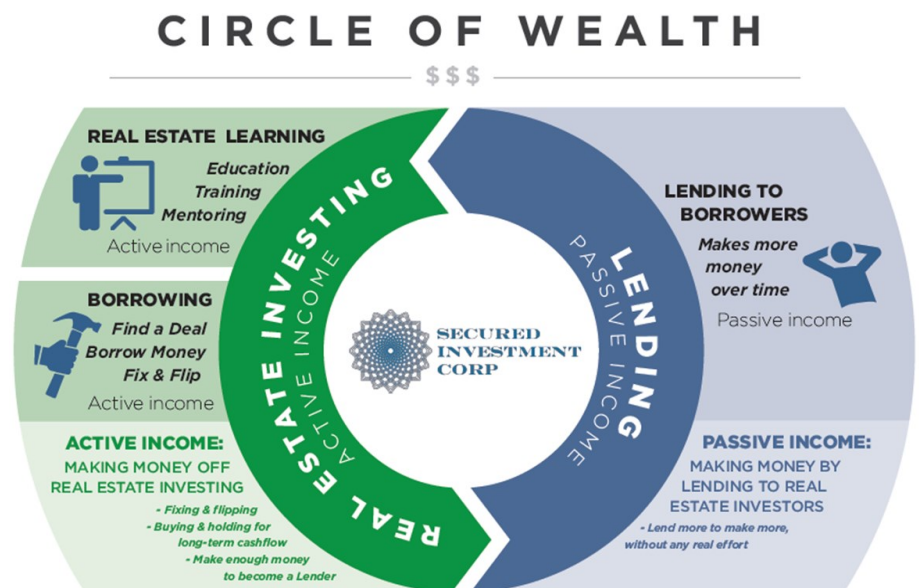 CIRCLE OF WEALTH
$$$
REAL ESTATE LEARNING
Education
Training
Mentoring
Active income
BORROWING
Find a Deal
Borrow Money
Fix & Flip
Active income
ACTIVE INCOME:
MAKING MONEY OFF
REAL ESTATE INVESTING
- Fixing & flipping
- Buying & holding for
long-term cashflow
- Make enough money
to become a Lender
REAL ESTATE INVESTING
ACTIVE INCOME
SECURED
INVESTMENT
CORP
LENDING
PASSIVE INCOME
LENDING TO
BORROWERS
Makes more
money
over time
Passive income
PASSIVE INCOME:
MAKING MONEY BY
LENDING TO REAL
ESTATE INVESTORS
- Lend more to make more,
without any real effort